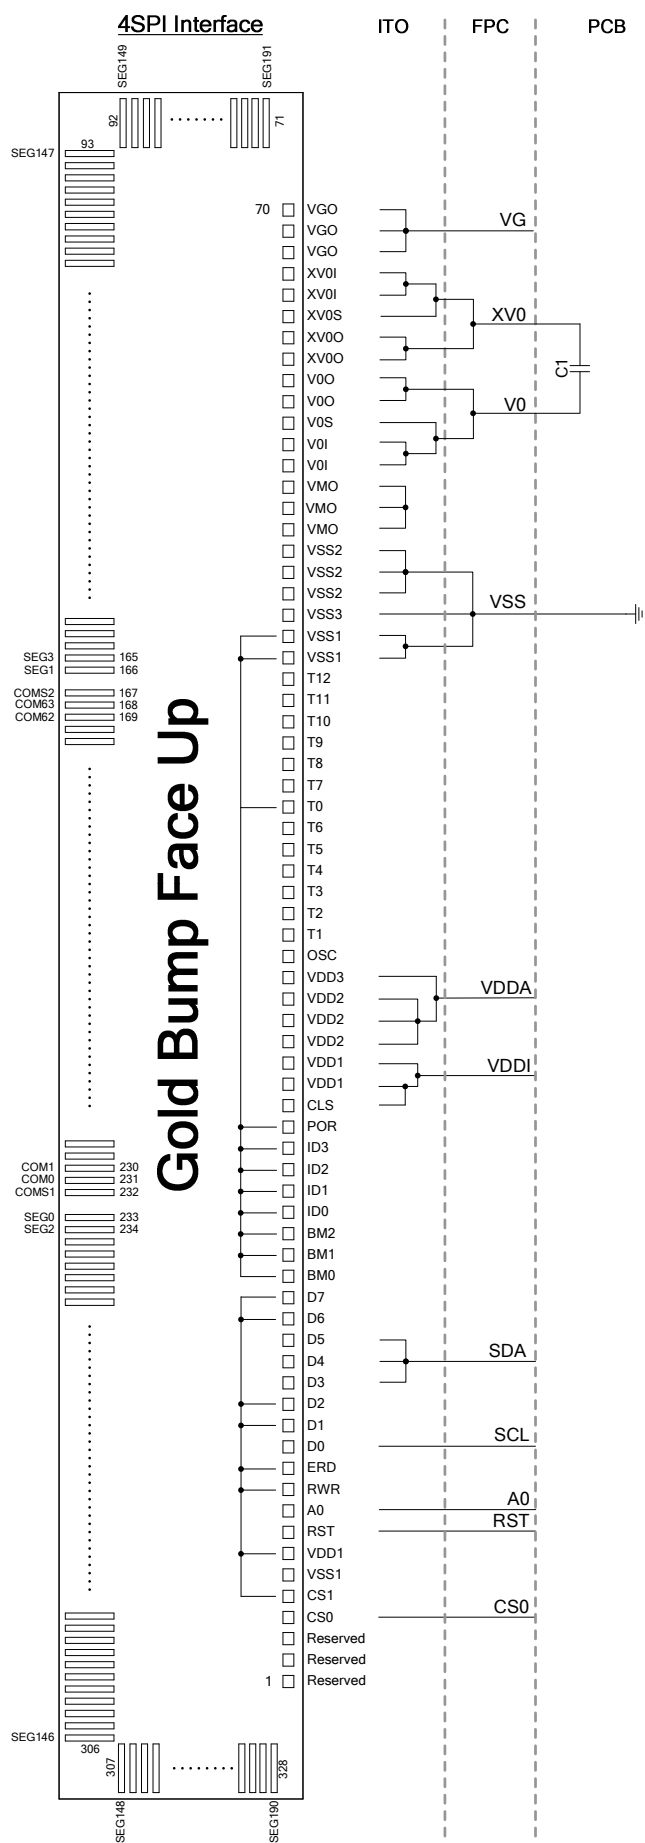 4SPI Interface
ITO
FPC
PCB
SEG149
SEG191
92
71
93
SEG147
70
VGO
VG
VGO
VGO
XV0I
XV0I
XV0S
XV0
XV0O
XV0O
C1
V0O
V0O
V0
V0S
V0I
V0I
VMO
VMO
VMO
VSS2
VSS2
VSS2
VSS
VSS3
VSS1
SEG3
165
VSS1
SEG1
166
T12
COMS2
167
T11
COM63
168
COM62
169
T10
T9
T8
T7
T0
T6
T5
T4
T3
T2
T1
OSC
Gold Bump Face Up
VDD3
VDD2
VDDA
VDD2
VDD2
VDD1
VDDI
VDD1
CLS
POR
ID3
COM1
230
ID2
COM0
231
COMS1
232
ID1
ID0
SEG0
233
SEG2
234
BM2
BM1
BM0
D7
D6
D5
SDA
D4
D3
D2
D1
SCL
D0
ERD
RWR
A0
A0
RST
RST
VDD1
VSS1
CS1
CS0
CS0
Reserved
Reserved
1
Reserved
SEG146
306
307
328
SEG148
SEG190